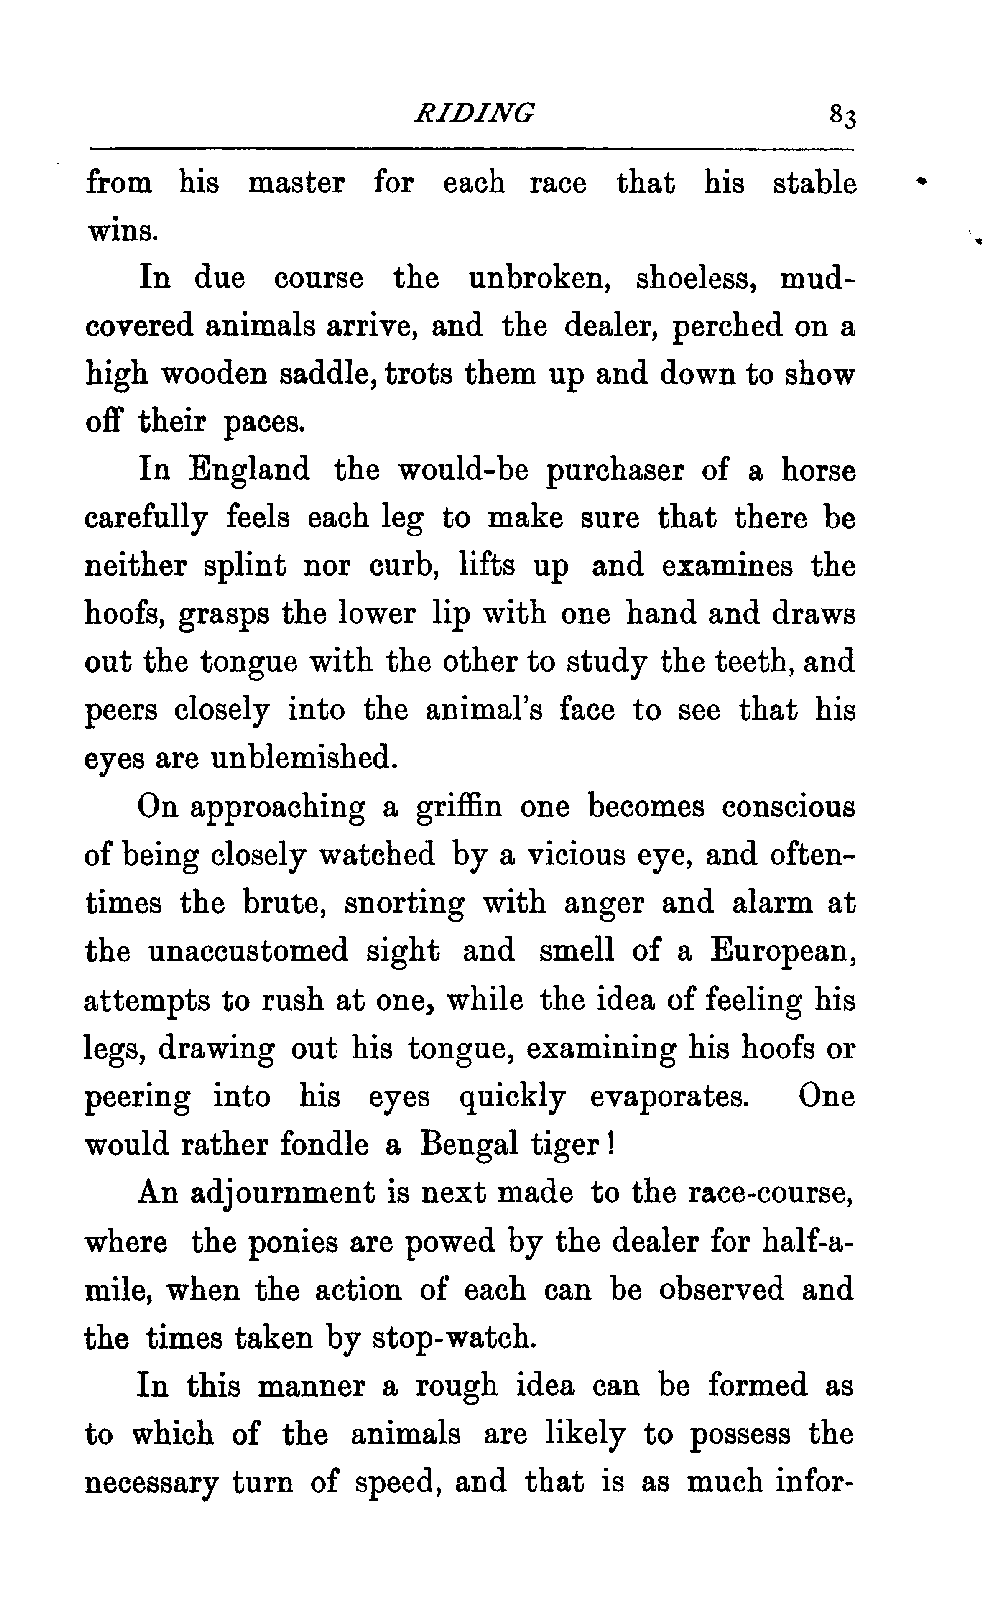 RIDING 83
from his master for each race that his stable
wins.
In due course the unbroken, shoeless, mud-
covered animals arrive, and the dealer, perched on a
high wooden saddle, trots them up and down to show
off their paces.
In England the would-be purchaser of a horse
carefully feels each leg to make sure that there be
neither splint nor curb, lifts up and examines the
hoofs, grasps the lower lip with one hand and draws
out the tongue with the other to study the teeth, and
peers closely into the animal's face to see that his
eyes are unblemished.
On approaching a griffin one becomes conscious
of being closely watched by a vicious eye, and often-
times the brute, snorting with anger and alarm at
the unaccustomed sight and smell of a European,
attempts to rush at one, while the idea of feeling his
legs, drawing out his tongue, examining his hoofs or
peering into his eyes quickly evaporates. One
would rather fondle a Bengal tiger!
An adjournment is next made to the race-course,
where the ponies are powed by the dealer for half-a-
mile, when the action of each can be observed and
the times taken by stop-watch.
In this manner a rough idea can be formed as
to which of the animals are likely to possess the
necessary turn of speed, and that is as much infor-